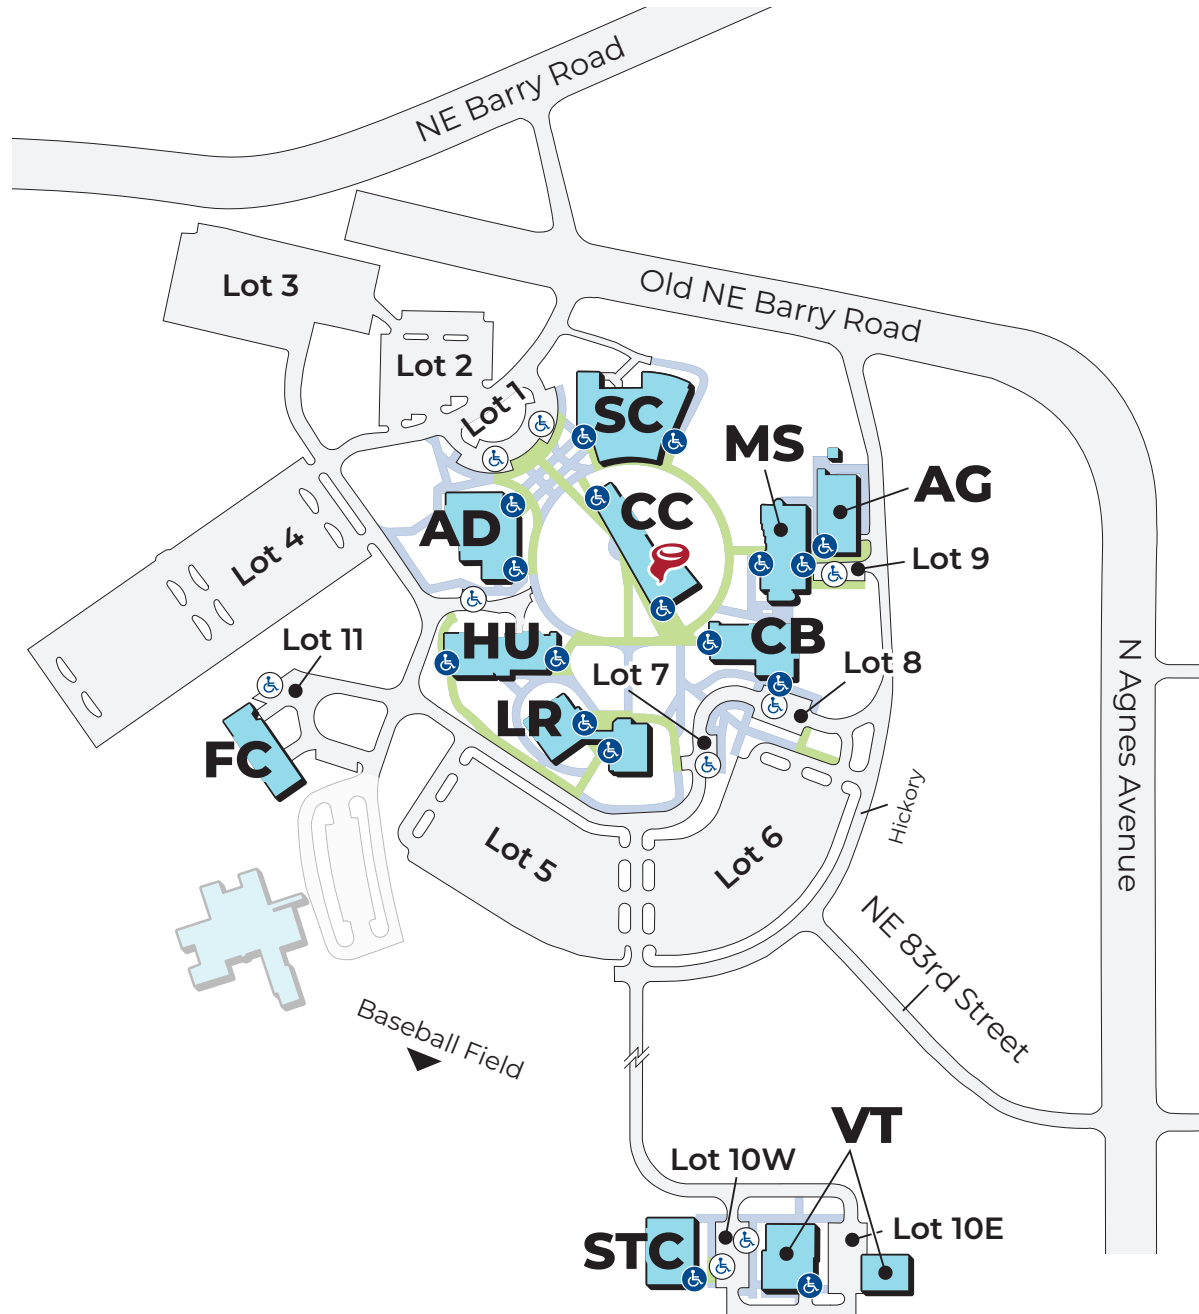 NE Barry Road
Old NE Barry Road
Lot 3
Lot 2
Lot 1
SC
MS
AG
CC
AD
Lot 4
Lot 9
HU
CB
Lot 11
Lot 7
Lot 8
LR
FC
N Agnes Avenue
Hickory
Lot 5
Lot 6
NE 83rd Street
Baseball Field
VT
Lot 10W
STC
Lot 10E